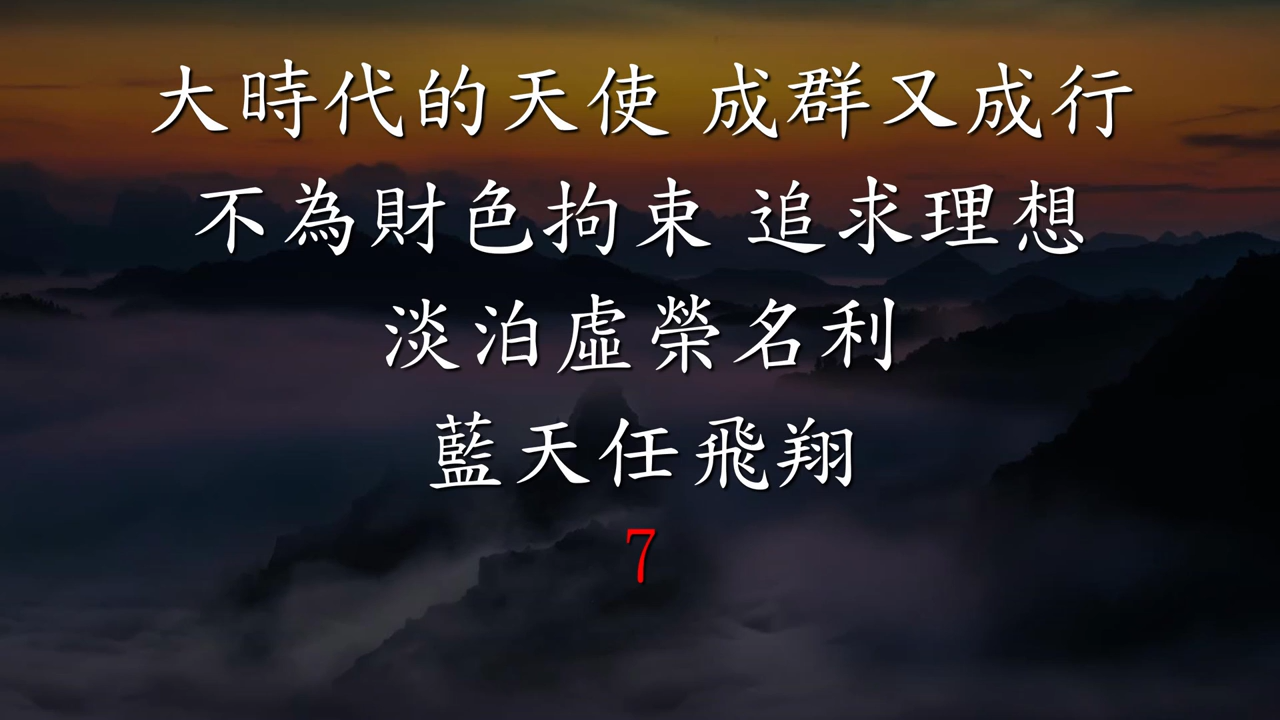 大時代的天使 成群又成行
不為財色拘束 追求理想
淡泊虛榮名利
藍天任飛翔
7